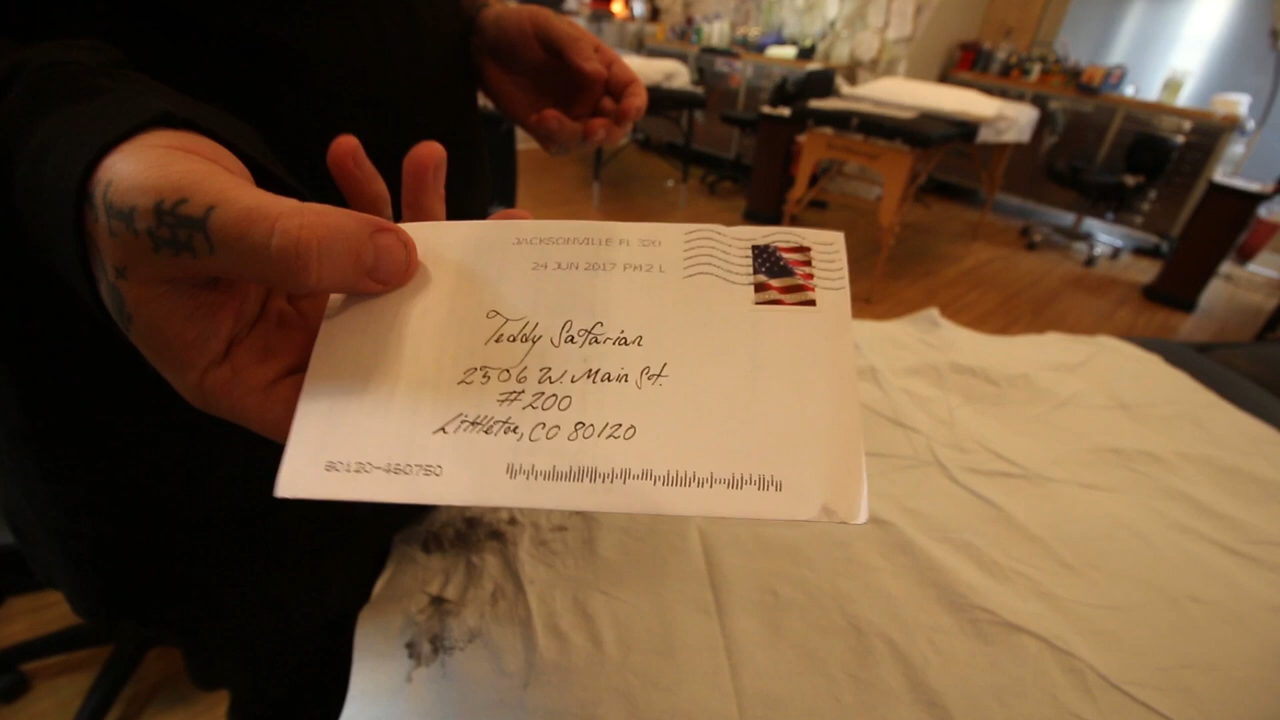 JACKSONVILLE FL 320
24 JUN 2017 PM 2 L
Teddy Safarian
2506 W. Main St.
#200
Littleton, CO 80120
80120-460750